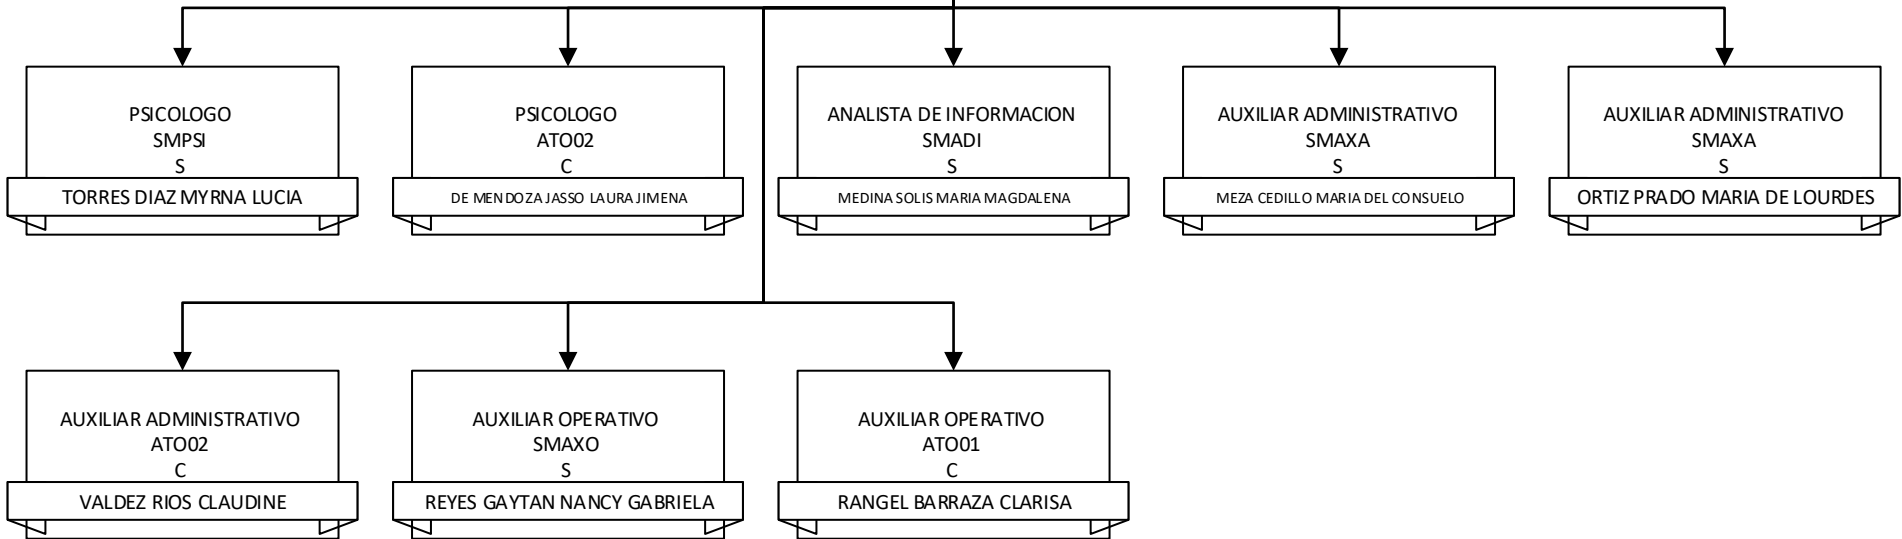 PSICOLOGO
SMPSI
S
TORRES DIAZ MYRNA LUCIA
PSICOLOGO
ATO02
C
DE MENDOZA JASSO LAURA JIMENA
ANALISTA DE INFORMACION
SMADI
S
MEDINA SOLIS MARIA MAGDALENA
AUXILIAR ADMINISTRATIVO
SMAXA
S
MEZA CEDILLO MARIA DEL CONSUELO
AUXILIAR ADMINISTRATIVO
SMAXA
S
ORTIZ PRADO MARIA DE LOURDES
AUXILIAR ADMINISTRATIVO
ATO02
C
VALDEZ RIOS CLAUDINE
AUXILIAR OPERATIVO
SMAXO
S
REYES GAYTAN NANCY GABRIELA
AUXILIAR OPERATIVO
ATO01
C
RANGEL BARRAZA CLARISA